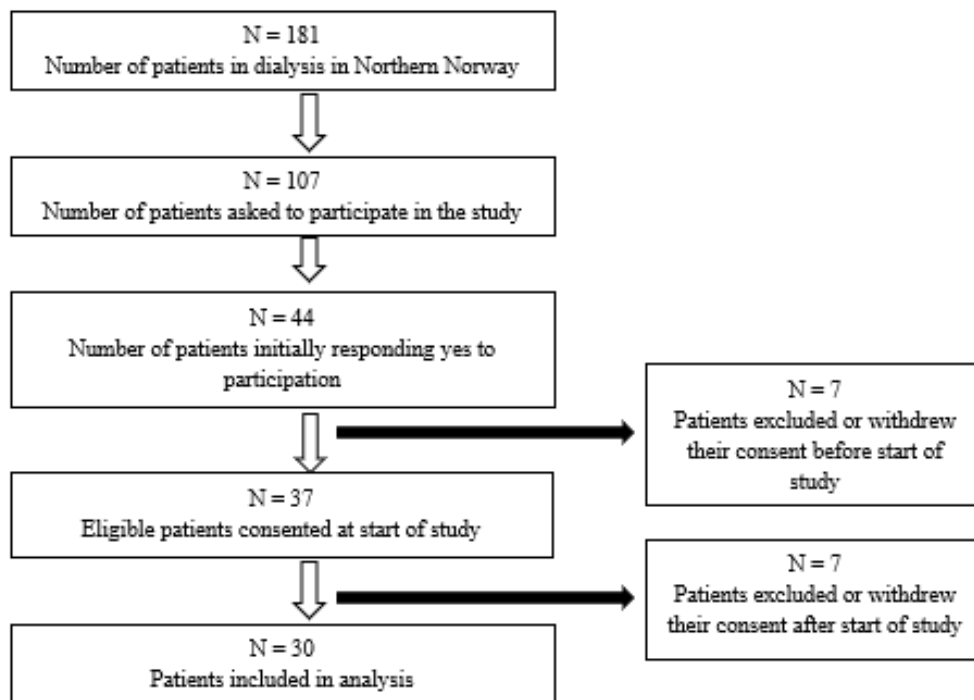 N = 181
Number of patients in dialysis in Northern Norway
N = 107
Number of patients asked to participate in the study
N = 44
Number of patients initially responding yes to
participation
N = 7
Patients excluded or withdrew
their consent before start of
study
N = 37
Eligible patients consented at start of study
N = 7
Patients excluded or withdrew
their consent after start of study
N = 30
Patients included in analysis